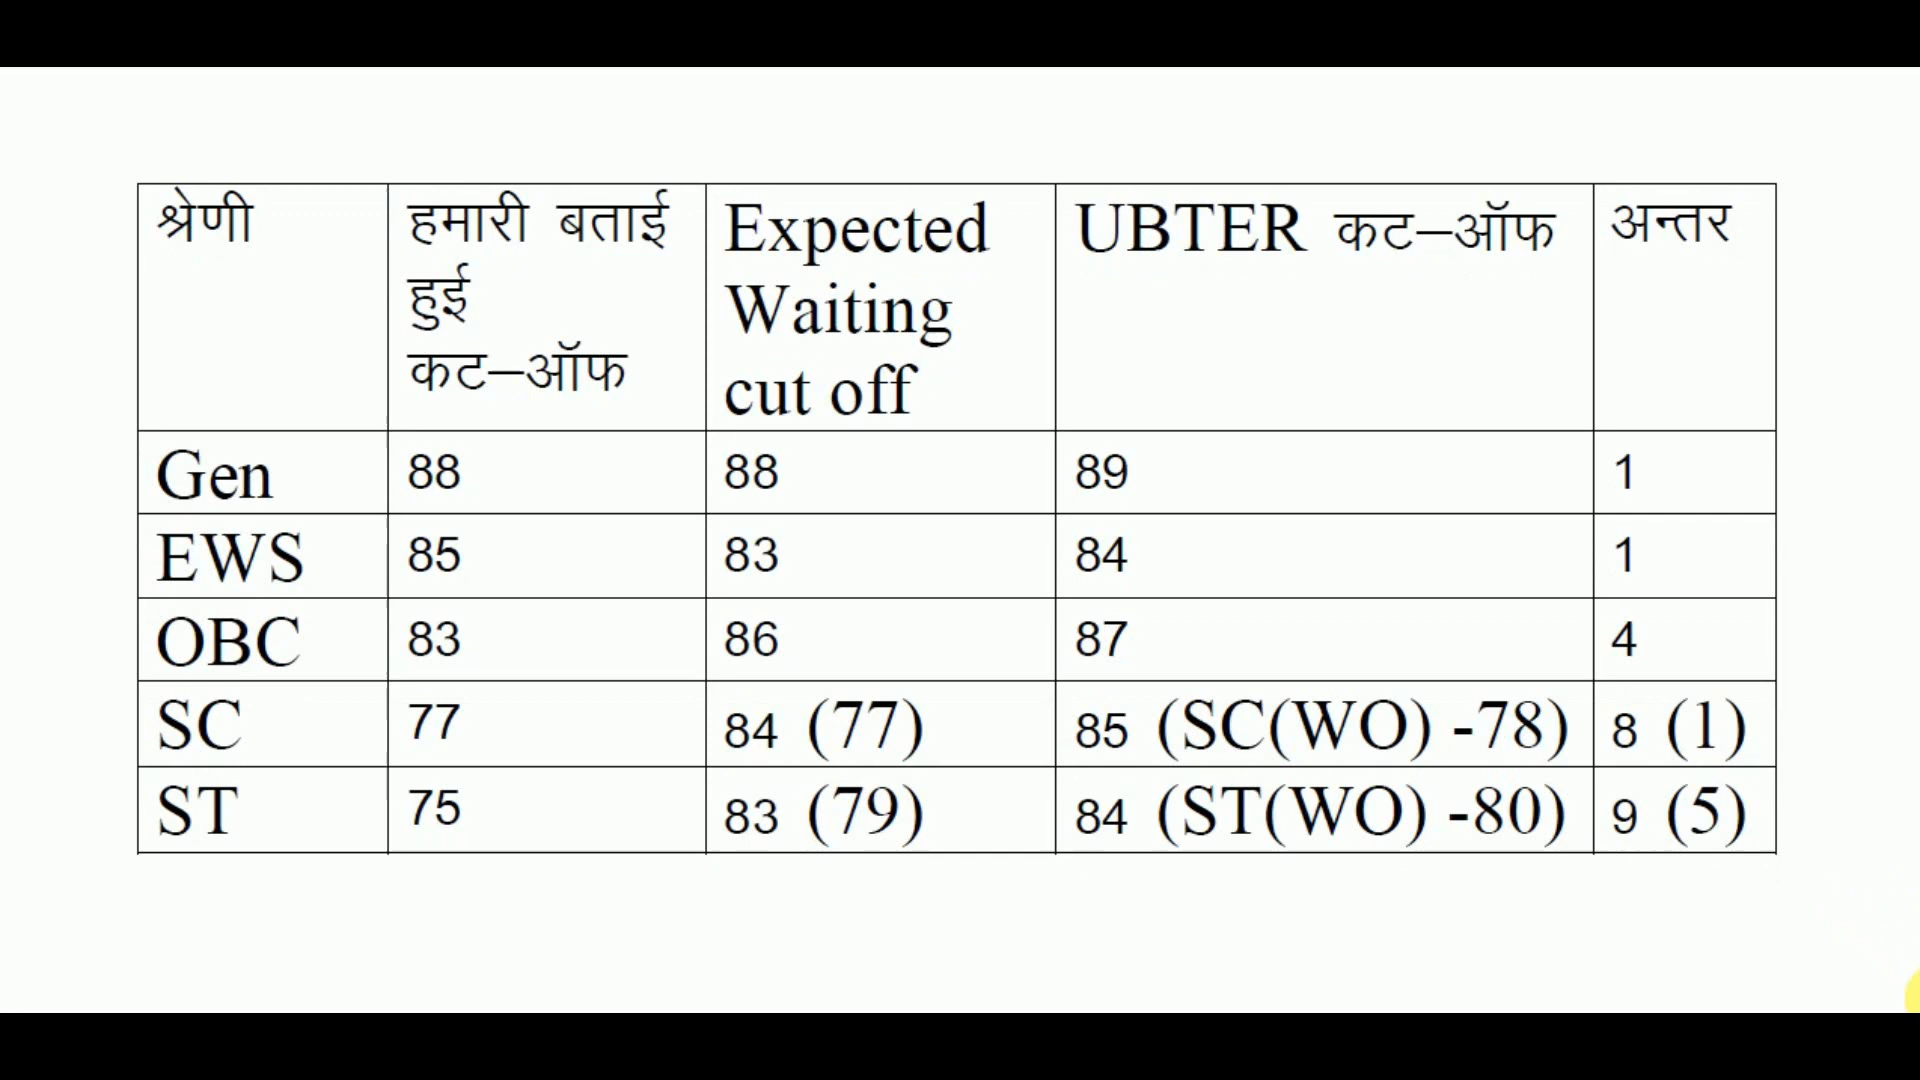 श्रेणी हमारी बताई Expected UBTER कट–ऑफ अन्तर
हुई Waiting
कट–ऑफ cut off
Gen 88 88 89 1
EWS 85 83 84 1
OBC 83 86 87 4
SC 77 84 (77) 85 (SC(WO) -78) 8 (1)
ST 75 83 (79) 84 (ST(WO) -80) 9 (5)